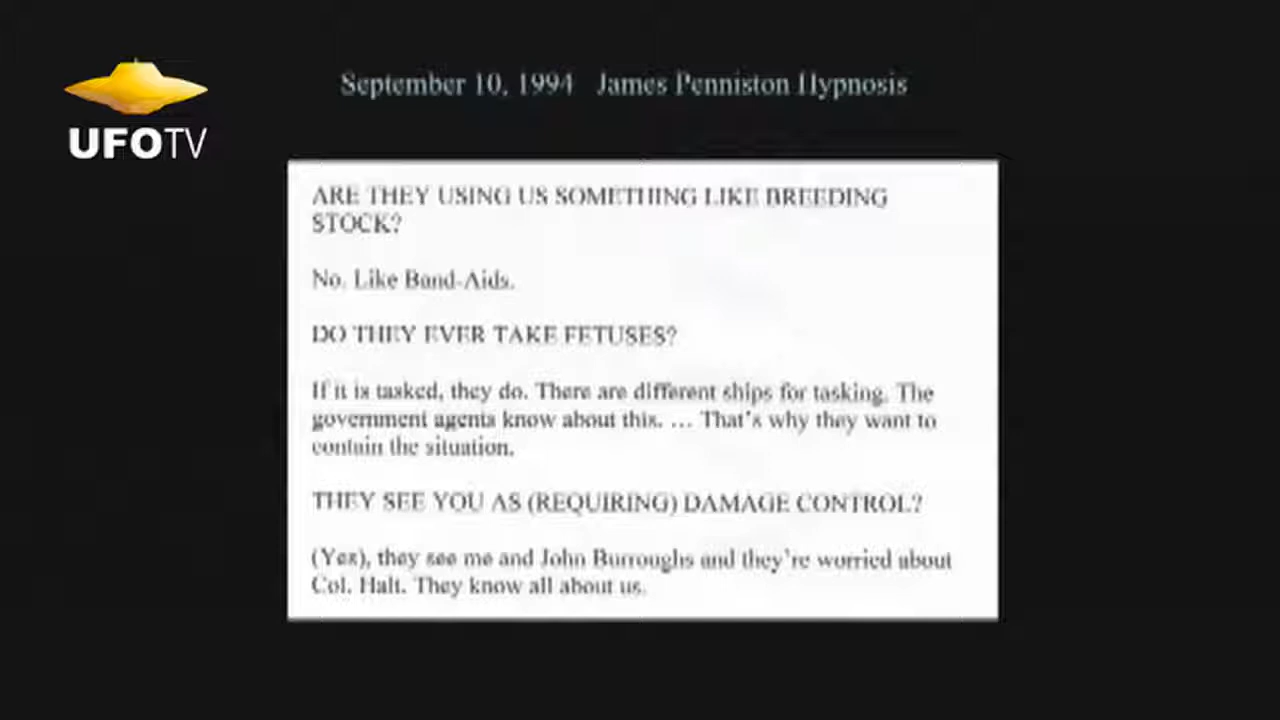 UFOTV
September 10, 1994 James Penniston Hypnosis
ARE THEY USING US SOMETHING LIKE BREEDING
STOCK?
No. Like Band-Aids.
DO THEY EVER TAKE FETUSES?
If it is tasked, they do. There are different ships for tasking. The
government agents know about this. ... That's why they want to
contain the situation.
THEY SEE YOU AS (REQUIRING) DAMAGE CONTROL?
(Yes), they see me and John Burroughs and they're worried about
Col. Halt. They know all about us.